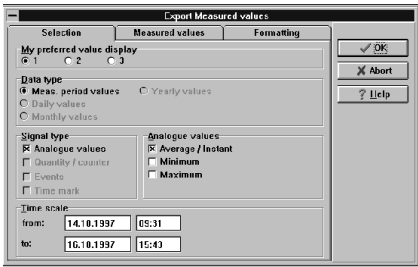 Export Measured values
Selection
Measured values
Formatting
My preferred value display
1 2 3
OK
Abort
Help
Data type
Meas. period values
Yearly values
Daily values
Monthly values
Signal type
Analogue values
Quantity / counter
Events
Time mark
Analogue values
Average / Instant
Minimum
Maximum
Time scale
from: 14.10.1997 09:31
to: 16.10.1997 15:43